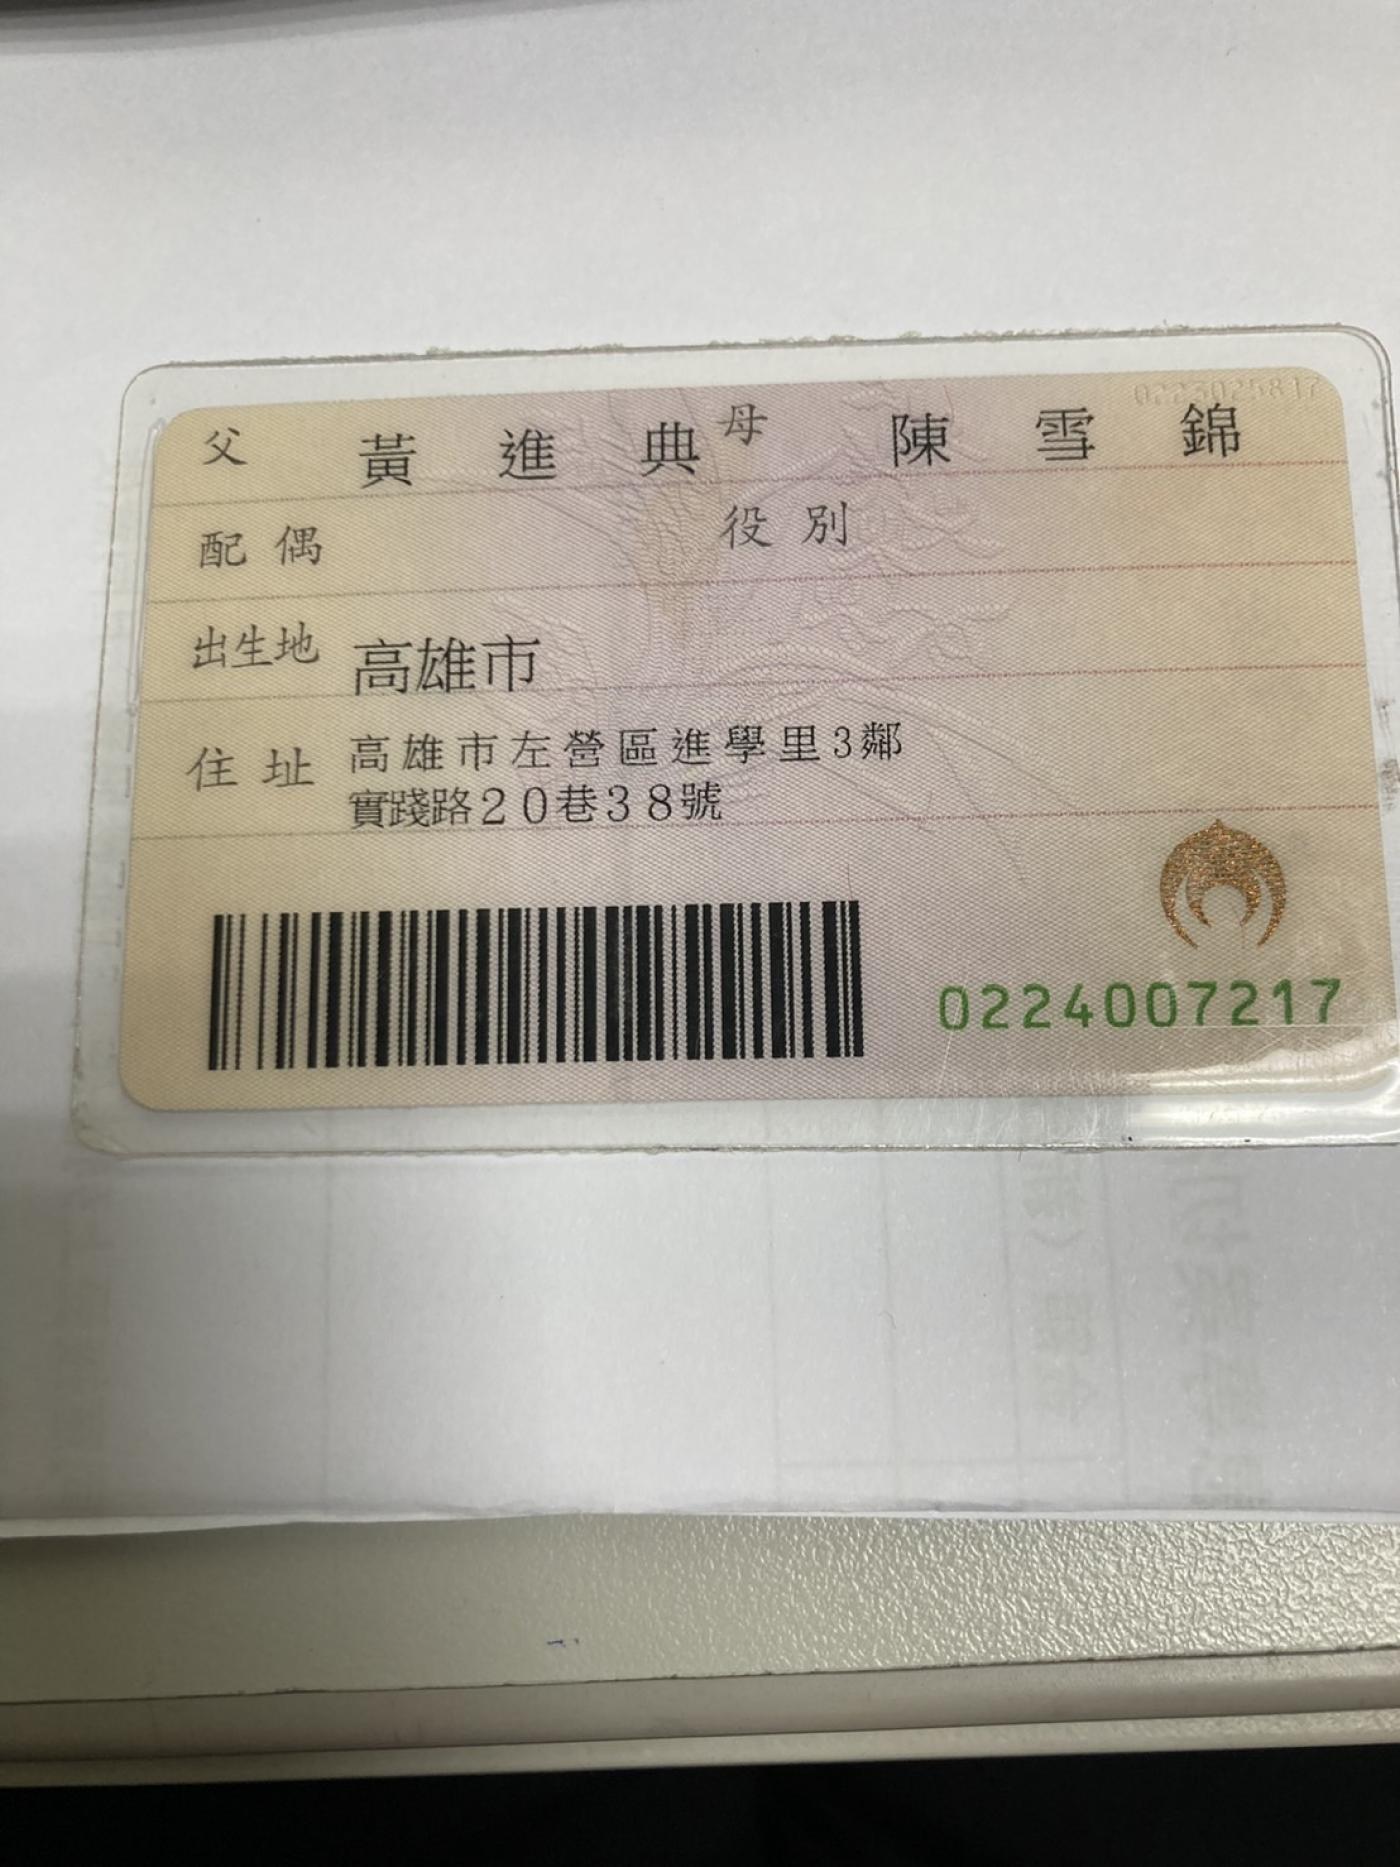 父 黃進典 母 陳雪錦
配偶 役別
出生地 高雄市
住址 高雄市左營區進學里3鄰
實踐路20巷38號
0224007217